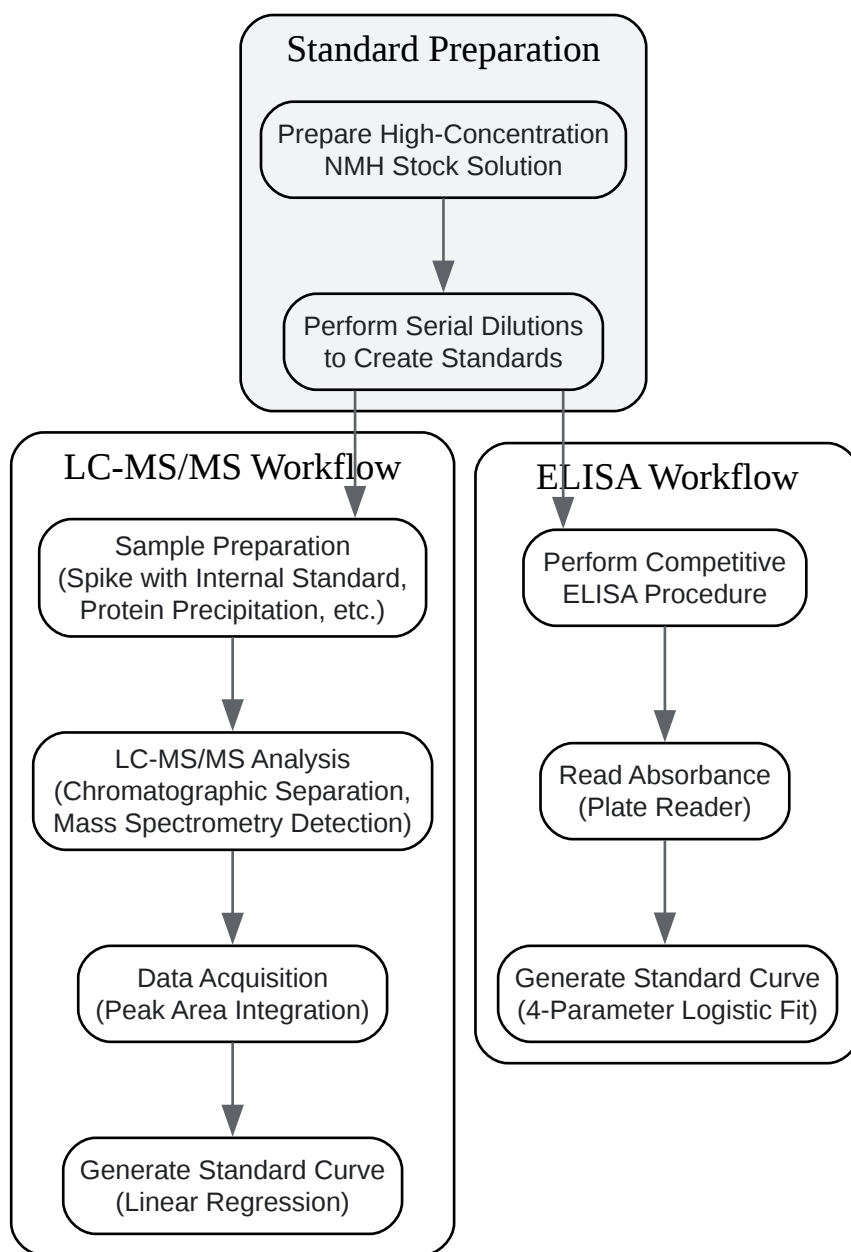 Standard Preparation
Prepare High-Concentration
NMH Stock Solution
Perform Serial Dilutions
to Create Standards
LC-MS/MS Workflow
Sample Preparation
(Spike with Internal Standard,
Protein Precipitation, etc.)
LC-MS/MS Analysis
(Chromatographic Separation,
Mass Spectrometry Detection)
Data Acquisition
(Peak Area Integration)
Generate Standard Curve
(Linear Regression)
ELISA Workflow
Perform Competitive
ELISA Procedure
Read Absorbance
(Plate Reader)
Generate Standard Curve
(4-Parameter Logistic Fit)